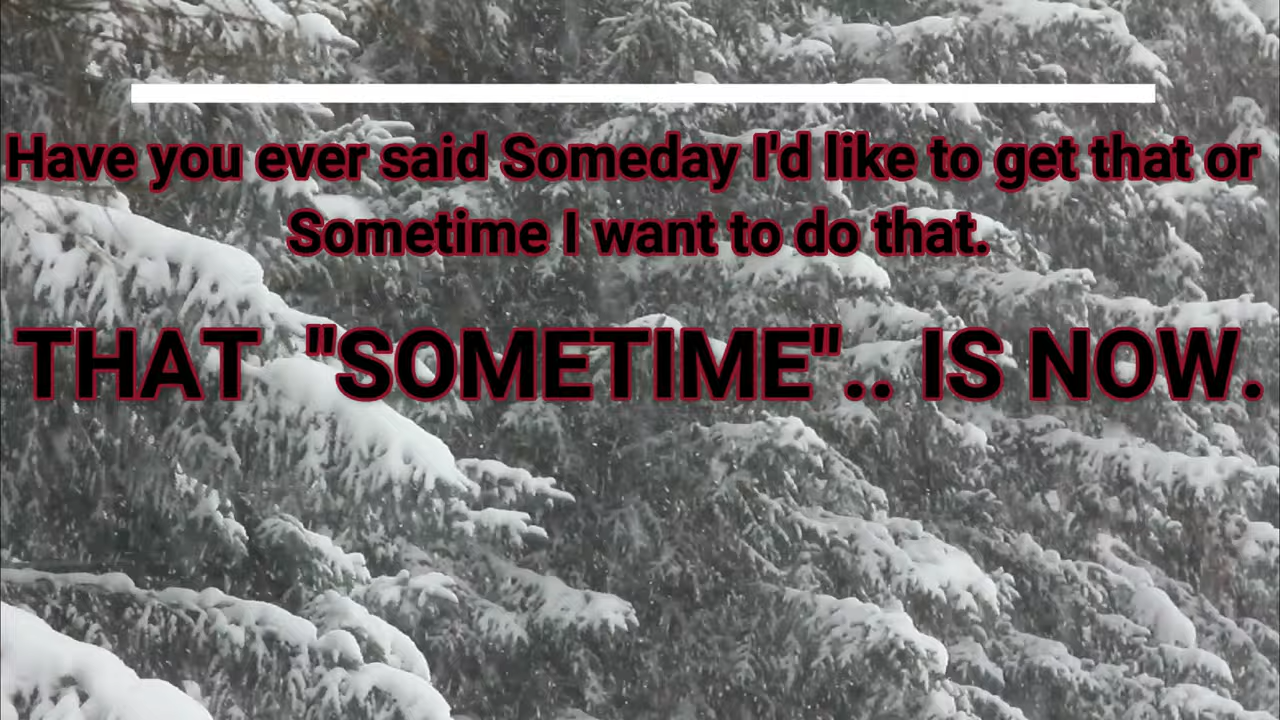 Have you ever said Someday I'd like to get that or
Sometime I want to do that.
THAT "SOMETIME".. IS NOW.